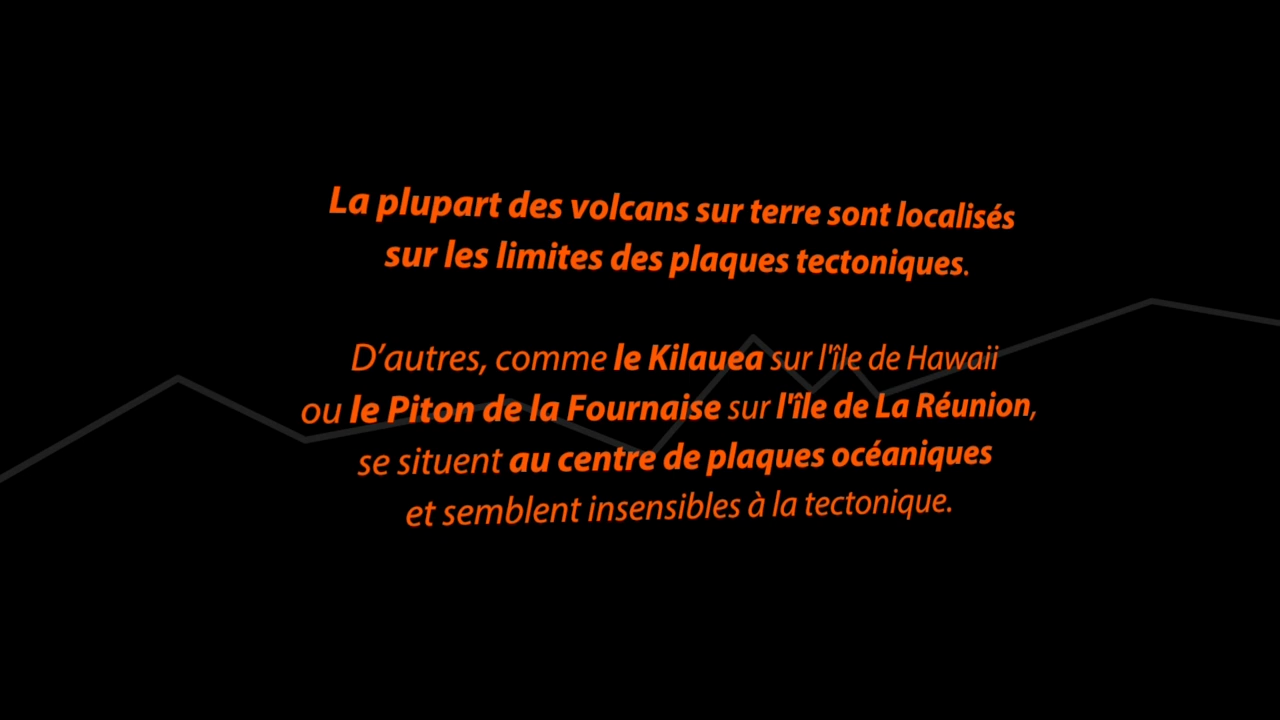 La plupart des volcans sur terre sont localisés
sur les limites des plaques tectoniques.
D’autres, comme le Kilauea sur l'île de Hawaii
ou le Piton de la Fournaise sur l'île de La Réunion,
se situent au centre de plaques océaniques
et semblent insensibles à la tectonique.